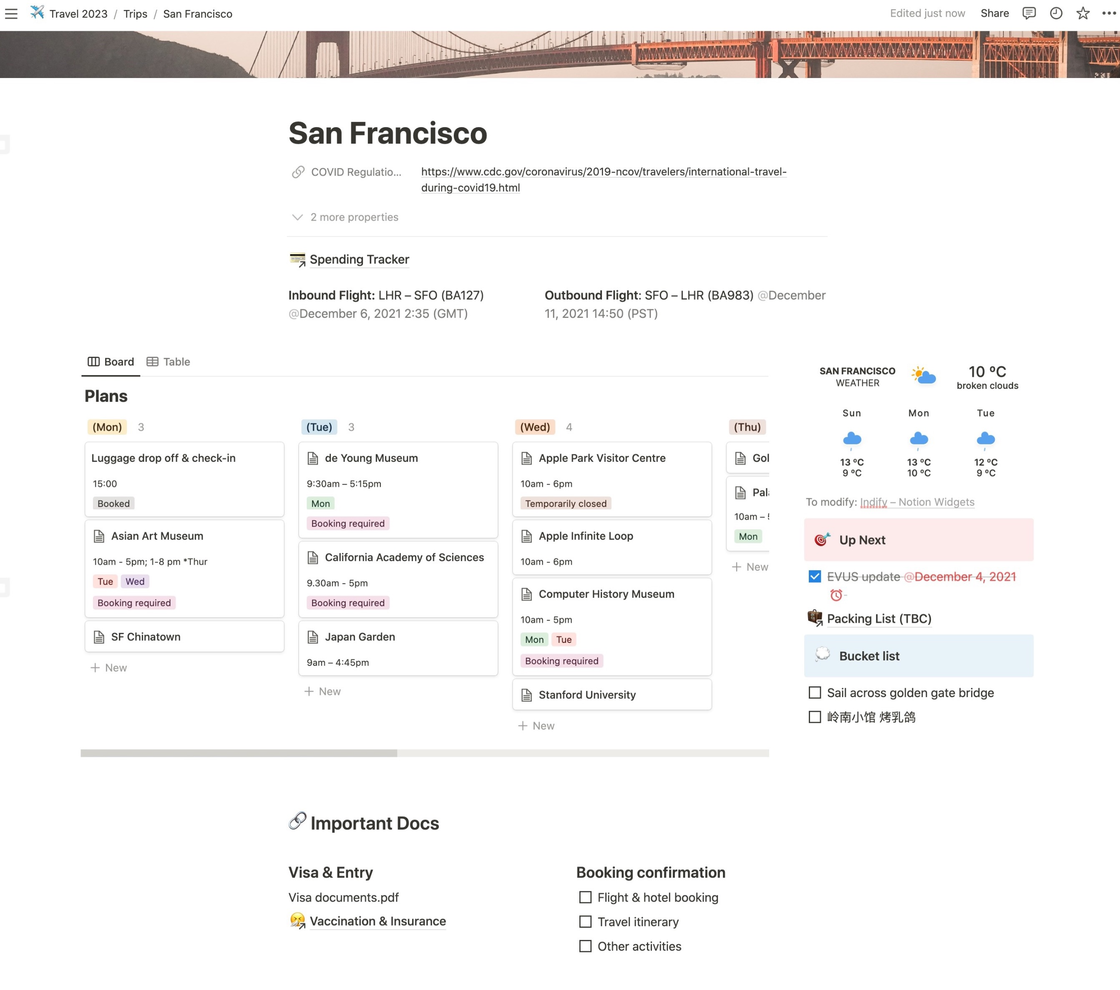 Travel 2023 / Trips / San Francisco
Edited just now Share
San Francisco
COVID Regulatio... https://www.cdc.gov/coronavirus/2019-ncov/travelers/international-travel-
during-covid19.html
2 more properties
Spending Tracker
Inbound Flight: LHR – SFO (BA127)
@December 6, 2021 2:35 (GMT)
Outbound Flight: SFO – LHR (BA983) @December
11, 2021 14:50 (PST)
Board Table
Plans
(Mon) 3
Luggage drop off & check-in
15:00
Booked
Asian Art Museum
10am - 5pm; 1-8 pm *Thur
Tue Wed
Booking required
SF Chinatown
+ New
(Tue) 3
de Young Museum
9:30am – 5:15pm
Mon
Booking required
California Academy of Sciences
9.30am - 5pm
Booking required
Japan Garden
9am – 4:45pm
+ New
(Wed) 4
Apple Park Visitor Centre
10am - 6pm
Temporarily closed
Apple Infinite Loop
10am - 6pm
Computer History Museum
10am - 5pm
Mon Tue
Booking required
Stanford University
+ New
(Thu)
Gol
Pal
10am –
Mon
+ New
SAN FRANCISCO
WEATHER
10 ºC
broken clouds
Sun Mon Tue
13 ºC 13 ºC 12 ºC
9 ºC 10 ºC 9 ºC
To modify: Indify – Notion Widgets
Up Next
EVUS update @December 4, 2021
Packing List (TBC)
Bucket list
Sail across golden gate bridge
岭南小馆 烤乳鸽
Important Docs
Visa & Entry
Visa documents.pdf
Vaccination & Insurance
Booking confirmation
Flight & hotel booking
Travel itinerary
Other activities